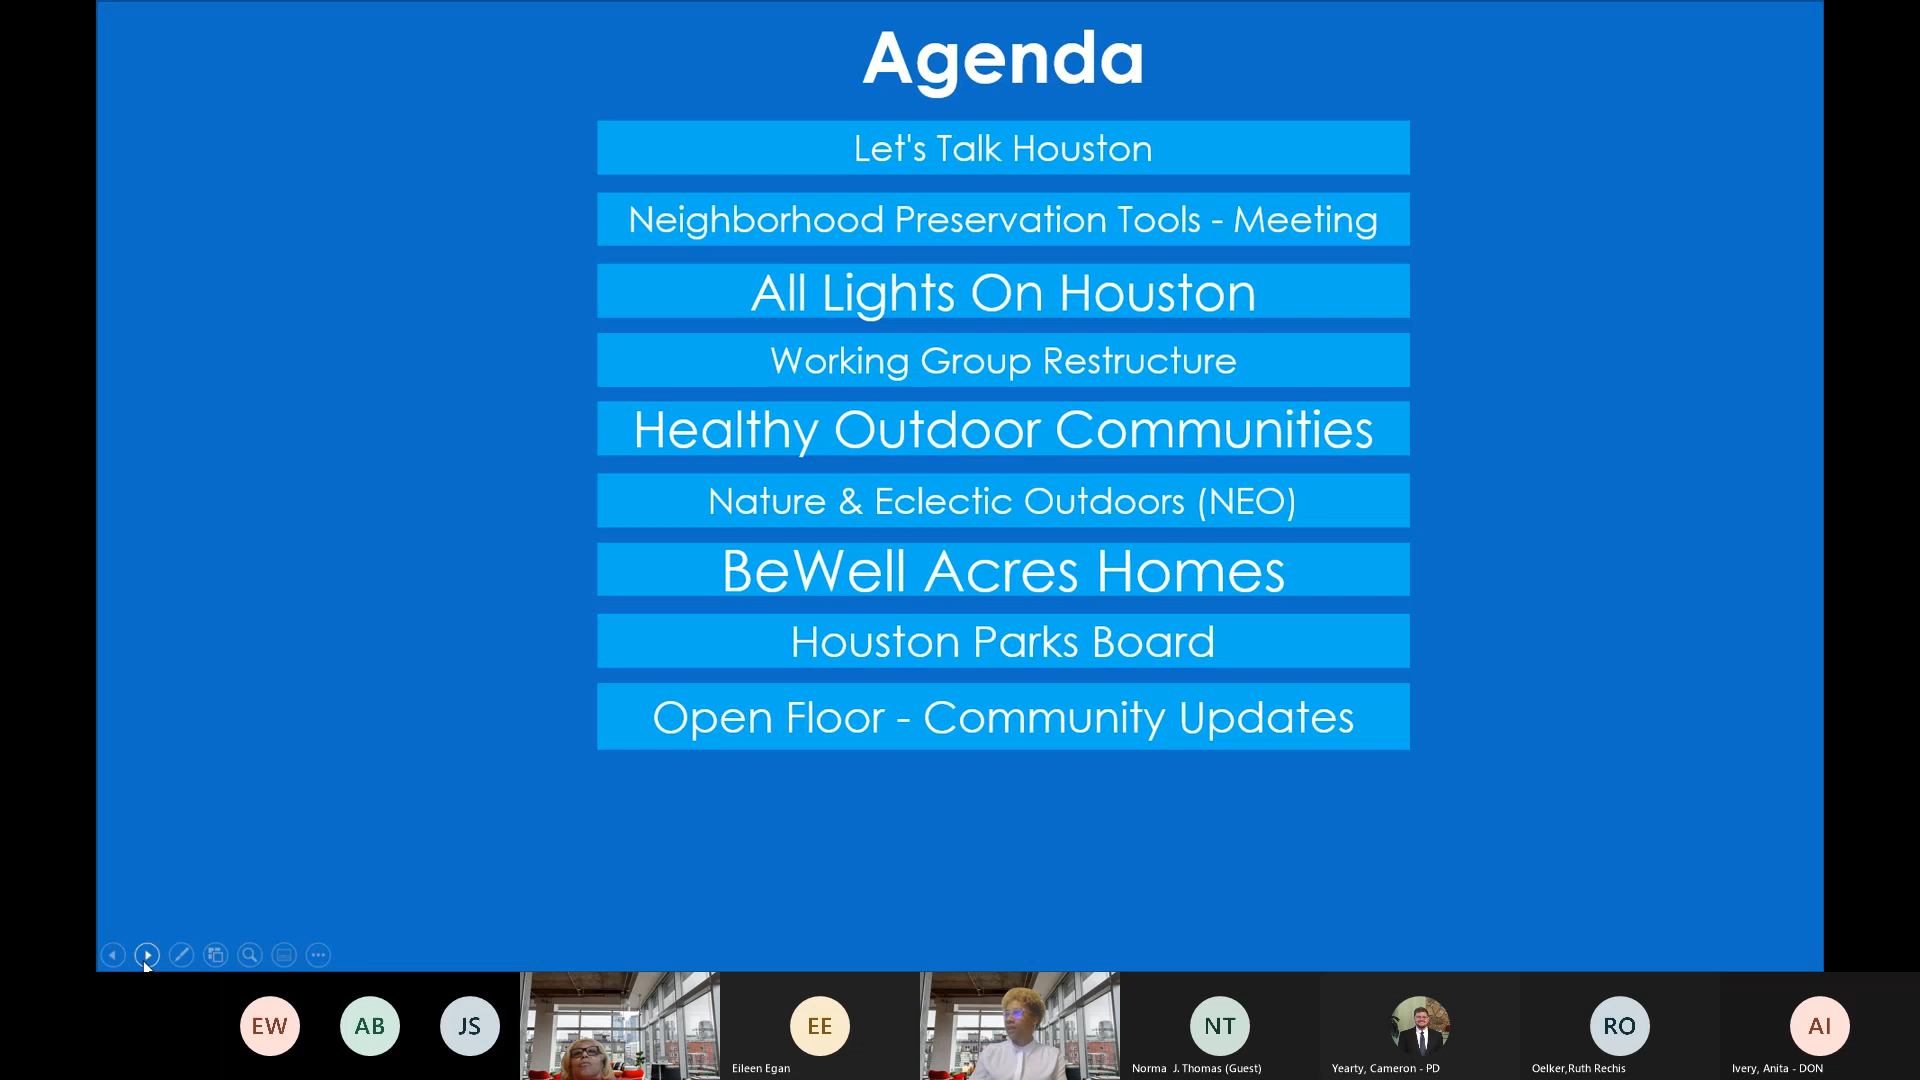 Agenda
Let's Talk Houston
Neighborhood Preservation Tools - Meeting
All Lights On Houston
Working Group Restructure
Healthy Outdoor Communities
Nature & Eclectic Outdoors (NEO)
BeWell Acres Homes
Houston Parks Board
Open Floor - Community Updates
EW
AB
JS
EE
NT
RO
AI
Eileen Egan
Norma J. Thomas (Guest)
Yearty, Cameron - PD
Oelker,Ruth Rechis
Ivery, Anita - DON